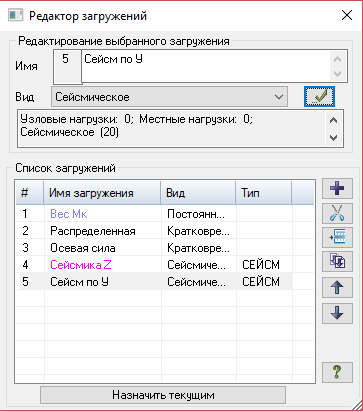 Редактор загружений
Редактирование выбранного загружения
Имя 5 Сейсм по У
Вид Сейсмическое
Узловые нагрузки: 0; Местные нагрузки: 0;
Сейсмическое (20)
Список загружений
# Имя загружения Вид Тип
1 Вес Мк Постоянн...
2 Распределенная Кратковре...
3 Осевая сила Кратковре...
4 Сейсмика Z Сейсмиче... СЕЙСМ
5 Сейсм по У Сейсмиче... СЕЙСМ
Назначить текущим